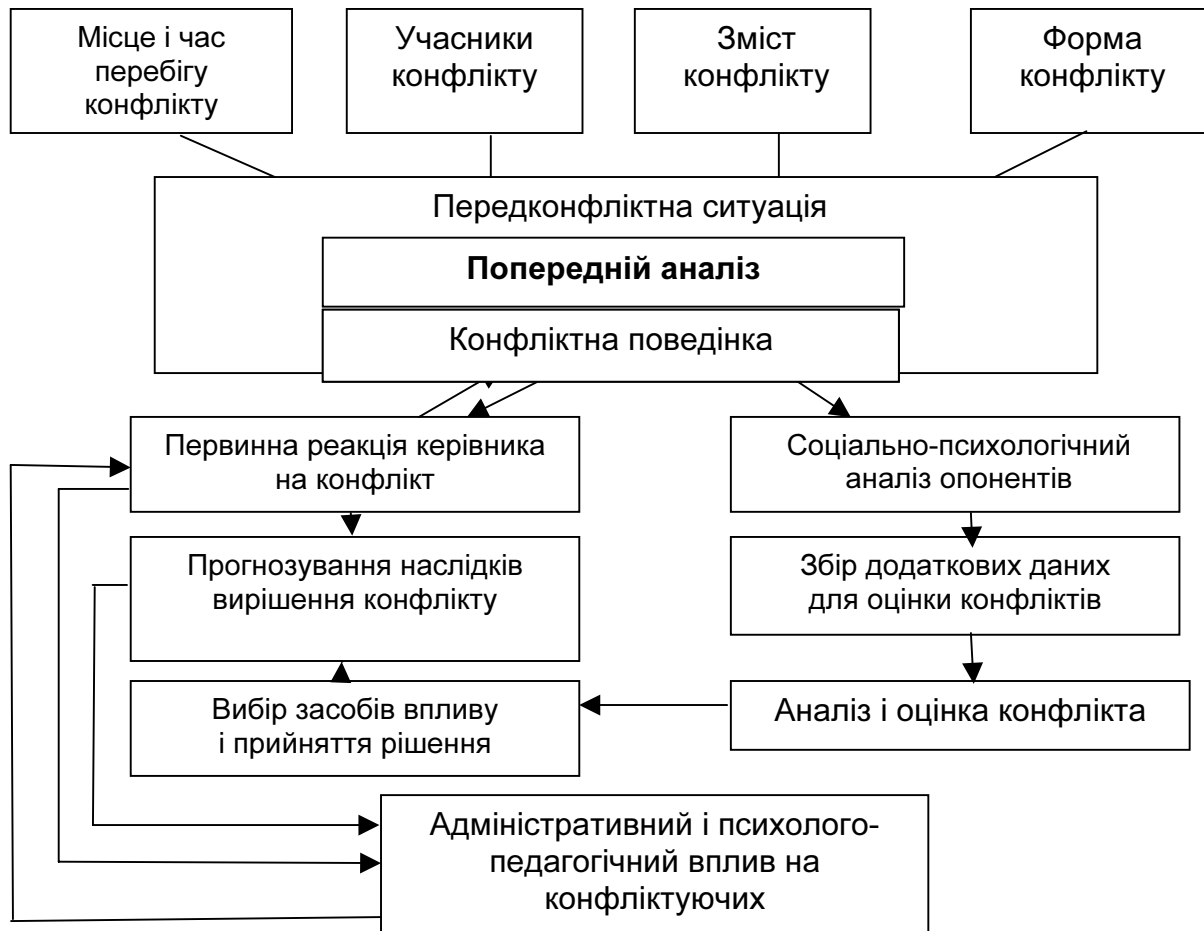 Місце і час
перебігу
конфлікту
Учасники
конфлікту
Зміст
конфлікту
Форма
конфлікту
Передконфліктна ситуація
Попередній аналіз
Конфліктна поведінка
Первинна реакція керівника
на конфлікт
Соціально-психологічний
аналіз опонентів
Прогнозування наслідків
вирішення конфлікту
Збір додаткових даних
для оцінки конфліктів
Вибір засобів впливу
і прийняття рішення
Аналіз і оцінка конфлікта
Адміністративний і психолого-
педагогічний вплив на
конфліктуючих